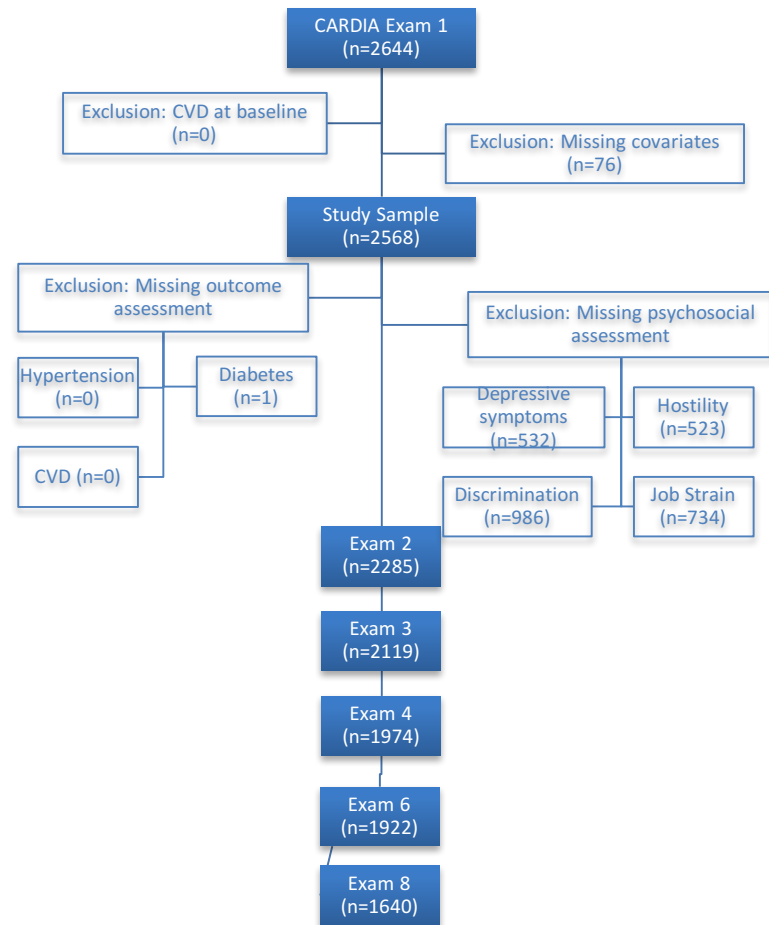 CARDIA Exam 1
(n=2644)
Exclusion: CVD at baseline
(n=0)
Exclusion: Missing covariates
(n=76)
Study Sample
(n=2568)
Exclusion: Missing outcome
assessment
Exclusion: Missing psychosocial
assessment
Hypertension
(n=0)
Diabetes
(n=1)
CVD (n=0)
Depressive
symptoms
(n=532)
Hostility
(n=523)
Discrimination
(n=986)
Job Strain
(n=734)
Exam 2
(n=2285)
Exam 3
(n=2119)
Exam 4
(n=1974)
Exam 6
(n=1922)
Exam 8
(n=1640)